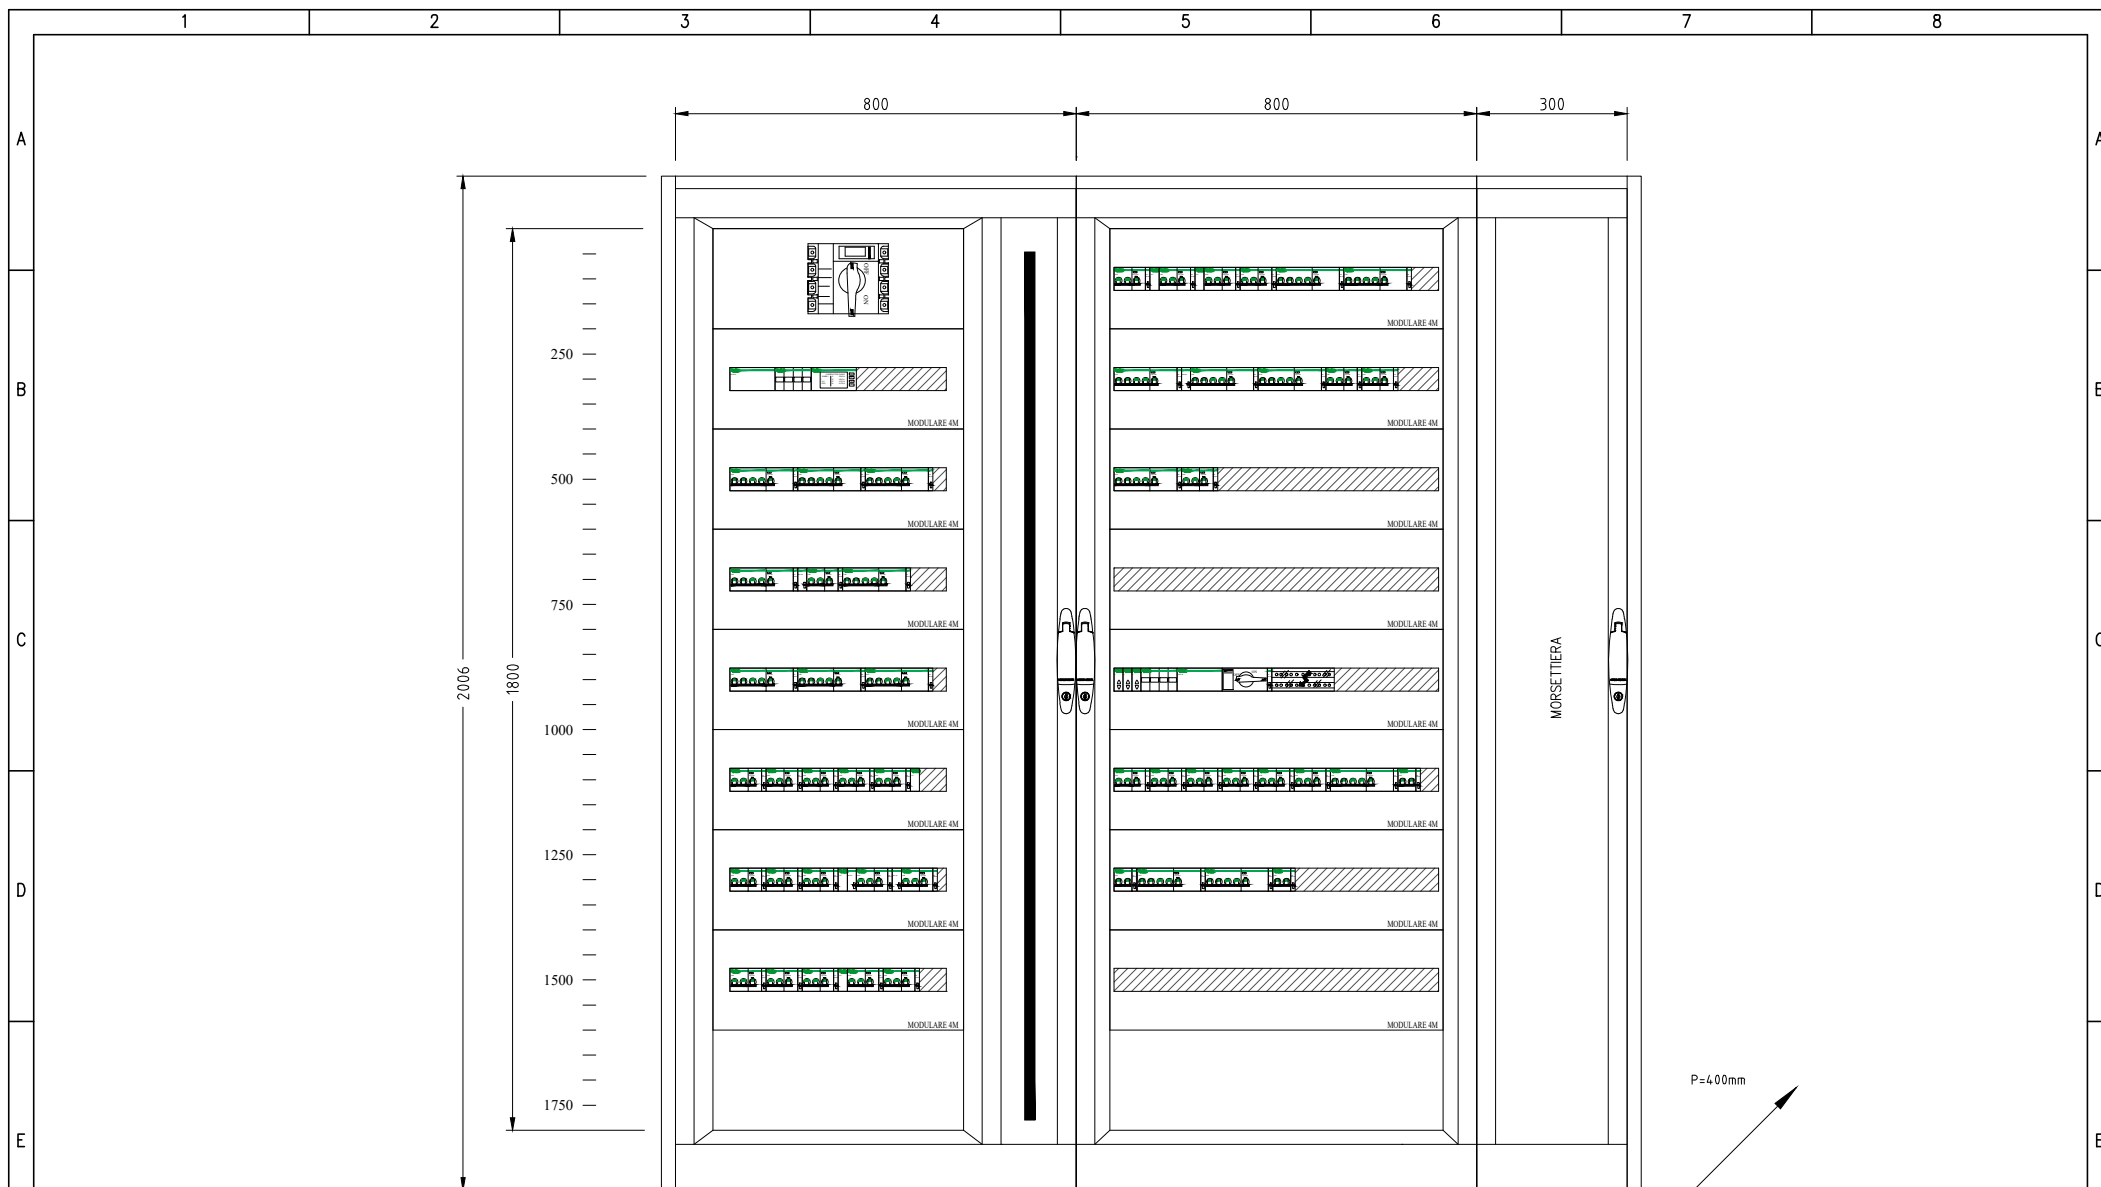 1 2 3 4 5 6 7 8
800 800 300
A A
OFF
ON
MODULARE 4M
250
B B
MODULARE 4M MODULARE 4M
500
MODULARE 4M MODULARE 4M
750
MODULARE 4M MODULARE 4M
C C
2006
1800
MORSETTIERA
1000
MODULARE 4M MODULARE 4M
MODULARE 4M MODULARE 4M
1250
D D
MODULARE 4M MODULARE 4M
1500
MODULARE 4M MODULARE 4M
P=400mm
1750
E E